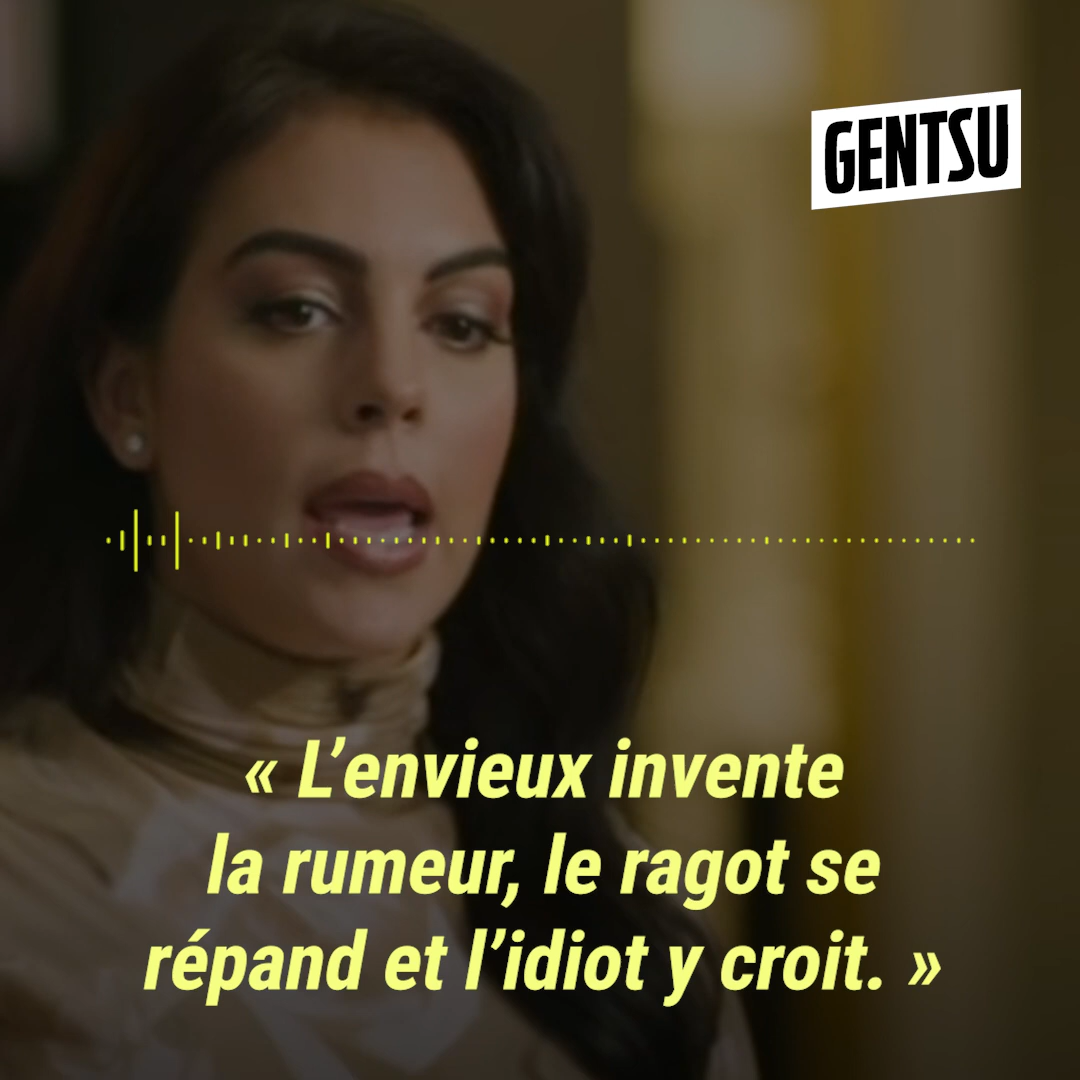 GENTSU
« L’envieux invente
la rumeur, le ragot se
répand et l’idiot y croit. »